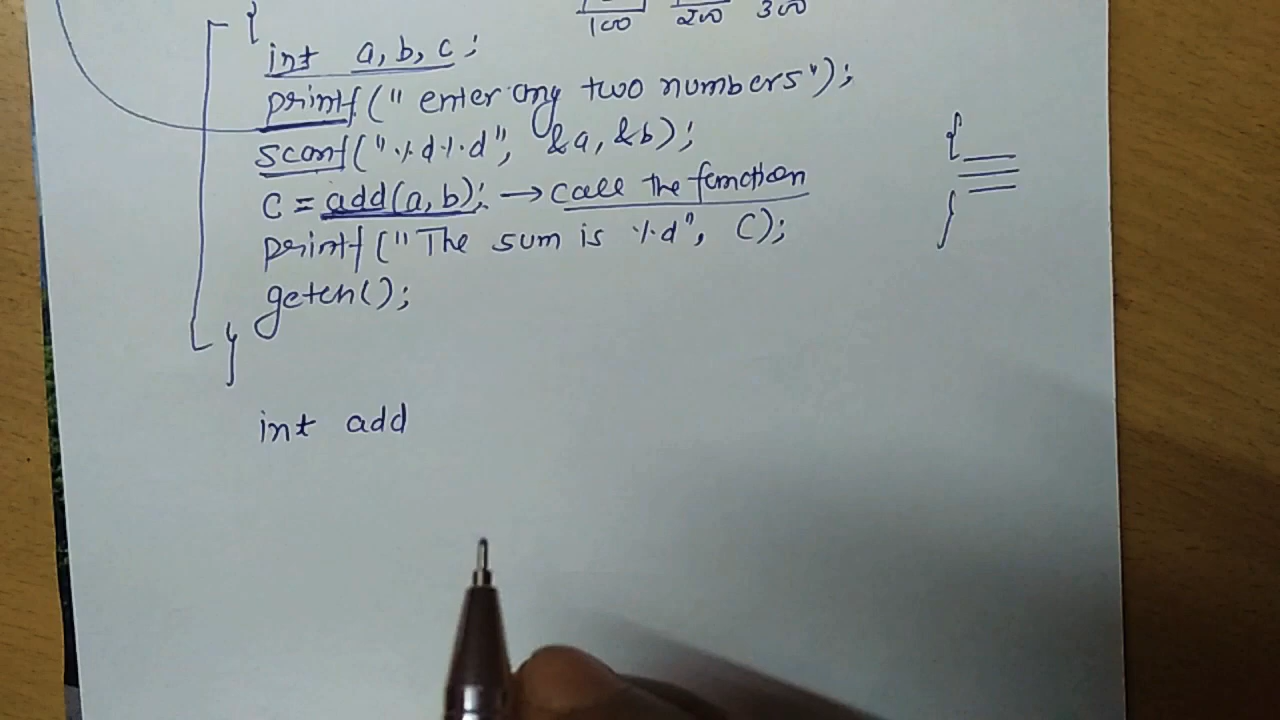 100 200 300
{
int a, b, c;
printf(" enter any two numbers");
scanf("%d%d", &a, &b);
{
c = add(a, b); → call the function
printf("The sum is %d", c);
}
getch();
}
int add